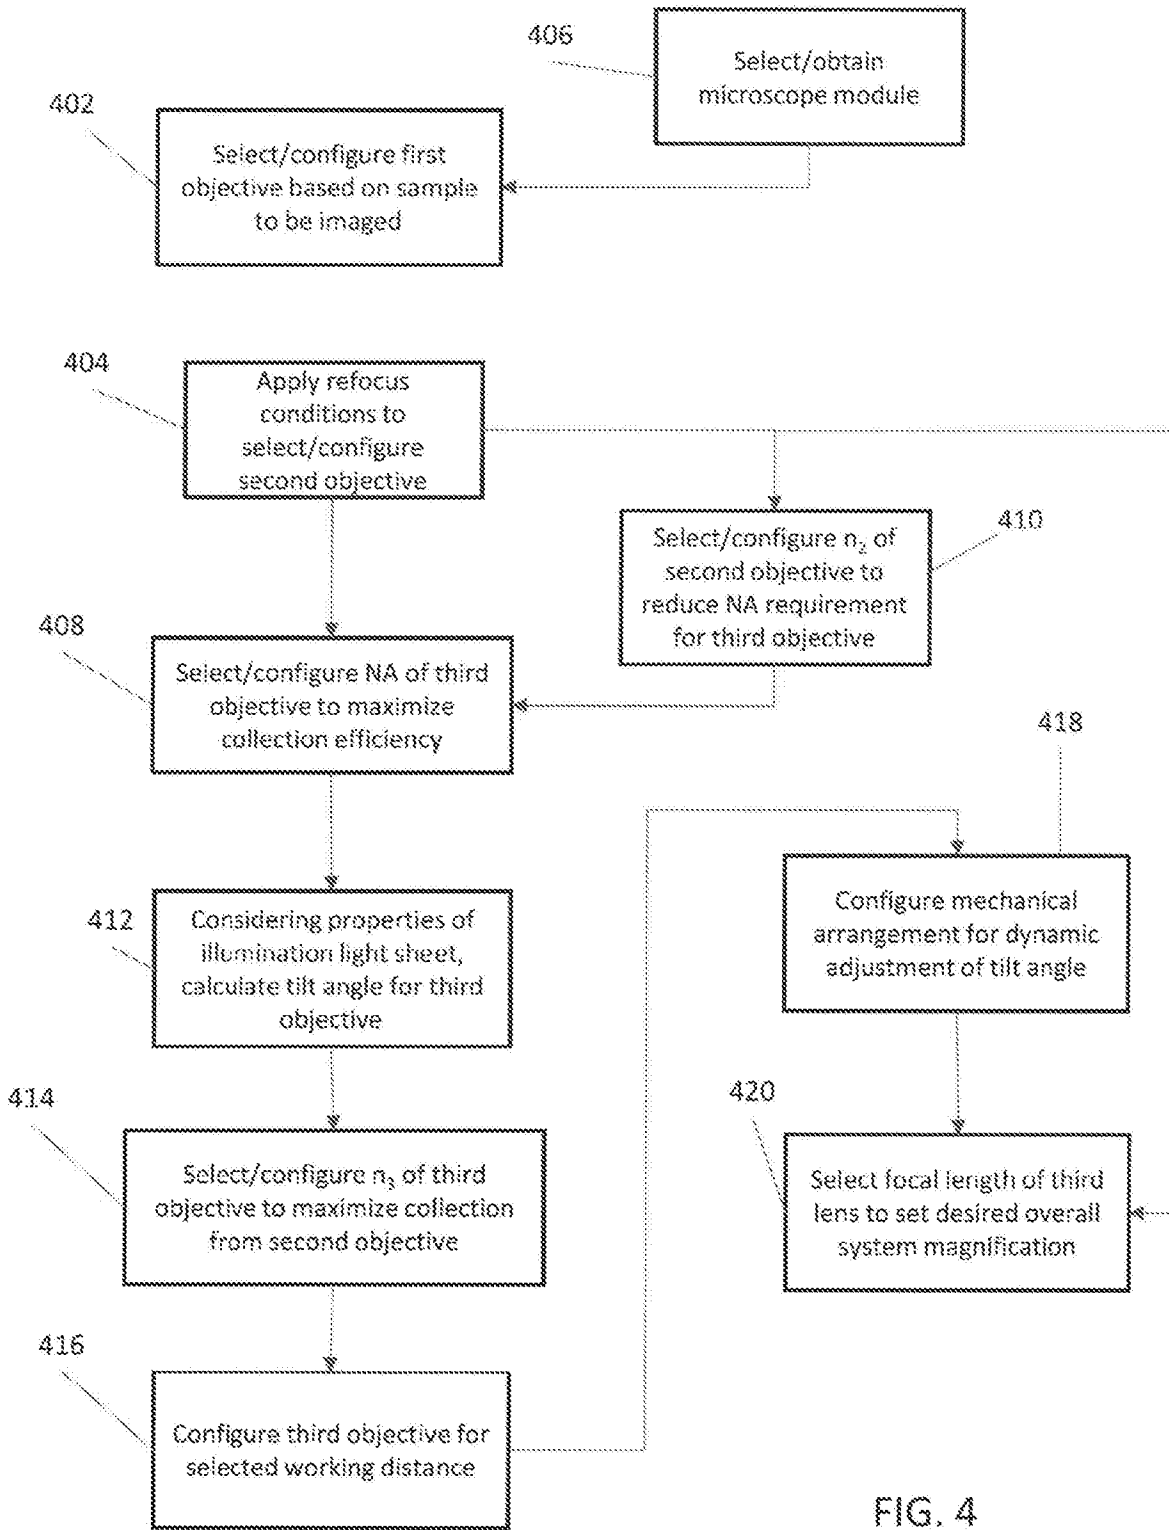 406
Select/obtain
microscope module
402
Select/configure first
objective based on sample
to be imaged
404
Apply refocus
conditions to
select/configure
second objective
410
Select/configure n₂ of
second objective to
reduce NA requirement
for third objective
408
Select/configure NA of third
objective to maximize
collection efficiency
418
Configure mechanical
arrangement for dynamic
adjustment of tilt angle
412
Considering properties of
illumination light sheet,
calculate tilt angle for third
objective
414
Select/configure n₃ of third
objective to maximize collection
from second objective
420
Select focal length of third
lens to set desired overall
system magnification
416
Configure third objective for
selected working distance
FIG. 4